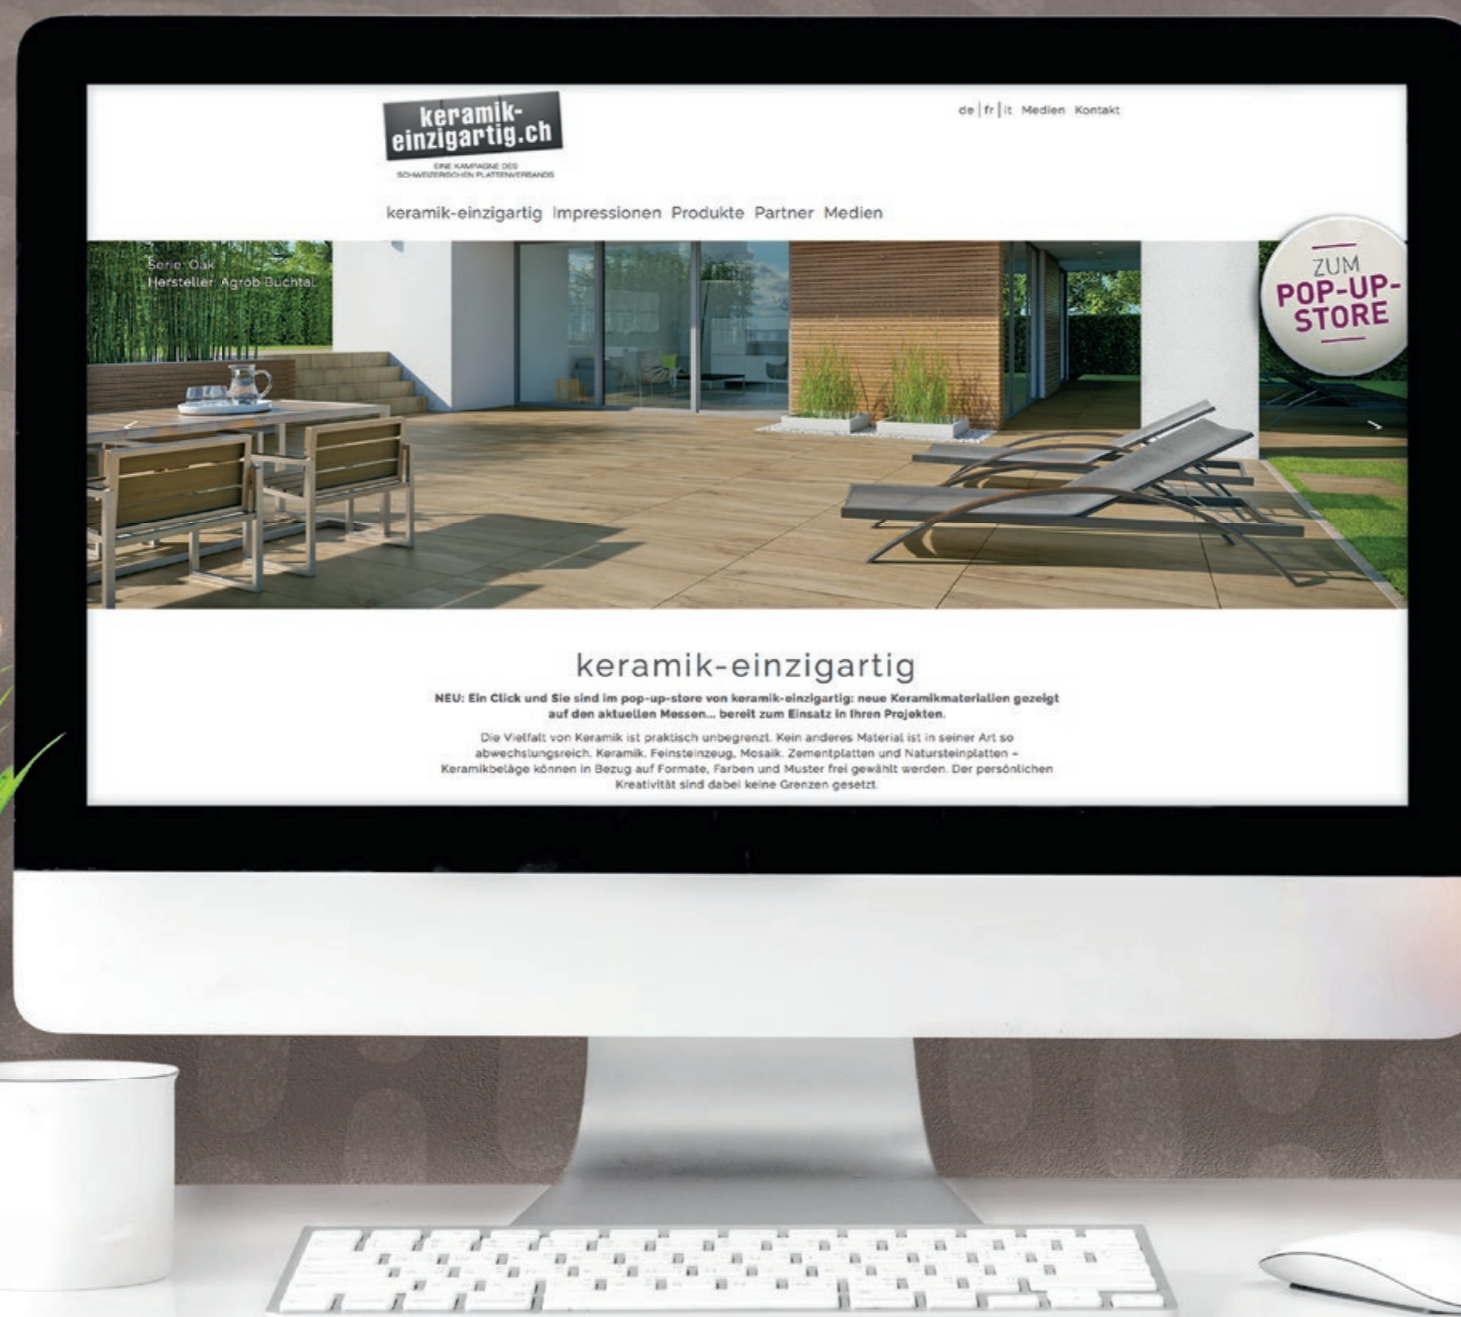 keramik-
einzigartig.ch
EINE KAMPAGNE DES
SCHWEIZERISCHEN PLATTENVERBANDS
de | fr | it Medien Kontakt
keramik-einzigartig Impressionen Produkte Partner Medien
Serie: Oak
Hersteller: Agrob Buchtal
ZUM
POP-UP-
STORE
keramik-einzigartig
NEU: Ein Click und Sie sind im pop-up-store von keramik-einzigartig: neue Keramikmaterialien gezeigt
auf den aktuellen Messen... bereit zum Einsatz in Ihren Projekten.
Die Vielfalt von Keramik ist praktisch unbegrenzt. Kein anderes Material ist in seiner Art so
abwechslungsreich. Keramik, Feinsteinzeug, Mosaik, Zementplatten und Natursteinplatten –
Keramikbeläge können in Bezug auf Formate, Farben und Muster frei gewählt werden. Der persönlichen
Kreativität sind dabei keine Grenzen gesetzt.